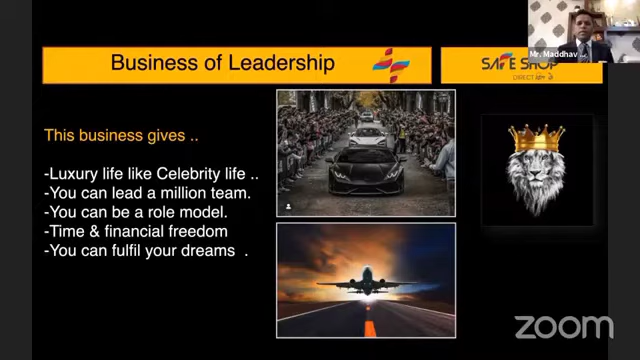 Business of Leadership
SAFE SHOP
DIRECT
Mr. Maddhav
This business gives ..
-Luxury life like Celebrity life ..
-You can lead a million team.
-You can be a role model.
-Time & financial freedom
-You can fulfil your dreams .
zoom